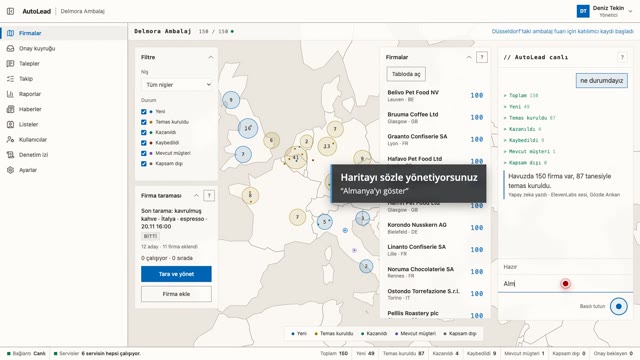 AutoLead
Delmora Ambalaj
DT
Deniz Tekin
Yönetici
Firmalar
Onay kuyruğu
Talepler
Takip
Raporlar
Haberler
Listeler
Kullanıcılar
Denetim izi
Ayarlar
Delmora Ambalaj 150 / 150
Düsseldorf'taki ambalaj fuarı için katılımcı kaydı başladı
Filtre
Niş
Tüm nişler
Durum
Yeni
Temas kuruldu
Kazanıldı
Kaybedildi
Mevcut müşteri
Kapsam dışı
Firma taraması
?
Son tarama: kavrulmuş
kahve · İtalya · espresso ·
20.11 16:00
BİTTİ
12 aday · 11 firma eklendi
0 çalışıyor · 0 sırada
Tara ve yönet
Firma ekle
Haritayı sözle yönetiyorsunuz
“Almanya’yı göster”
Firmalar
?
Tabloda aç
Belivo Pet Food NV
Leuven · BE
100
Bruuma Coffee Ltd
Glasgow · GB
100
Graanto Confiserie SA
Lyon · FR
100
Hafavo Pet Food Ltd
Glasgow · GB
Korondo Nusskern AG
Bielefeld · DE
100
Linanto Confiserie SA
Lille · FR
100
Noruma Chocolaterie SA
Rennes · FR
100
Ostondo Torrefazione S.r.l.
Torino · IT
100
Pellis Roastery plc
100
Yeni
Temas kuruldu
Kazanıldı
Mevcut müşteri
Kapsam dışı
// AutoLead canlı
?
ne durumdayız
> Toplam 150
> Yeni 49
> Temas kuruldu 87
> Kazanıldı 4
> Kaybedildi 9
> Mevcut müşteri 1
> Kapsam dışı 0
Havuzda 150 firma var, 87 tanesiyle
temas kuruldu.
Yapay zeka yazdı · ElevenLabs sesi, Gözde Arıkan
Hazır
Alm
Basılı tutun
Bağlantı Canlı
Servisler 6 servisin hepsi çalışıyor.
Toplam 150
Yeni 49
Temas kuruldu 87
Kazanıldı 4
Kaybedildi 9
Mevcut müşteri 1
Kapsam dışı 0
Onay bekleyen 0